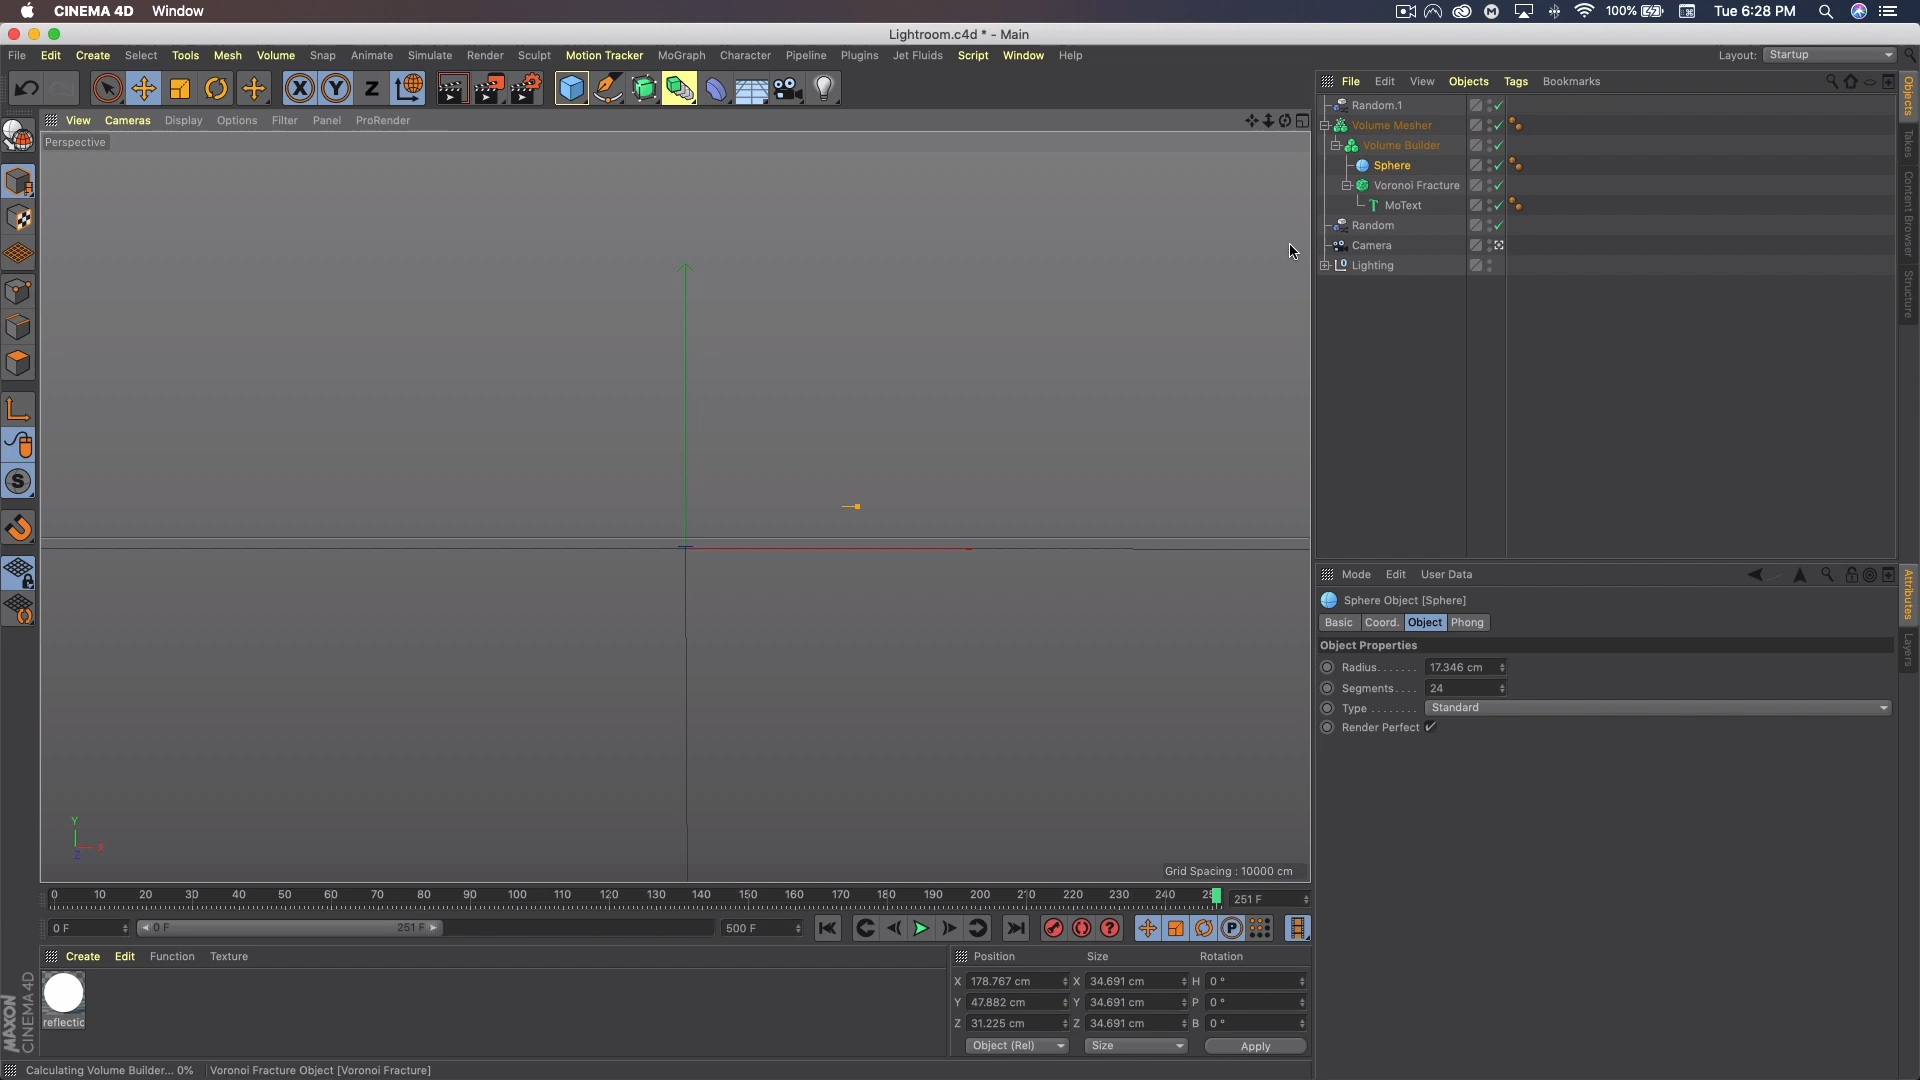 CINEMA 4D Window 100% Tue 6:28 PM
Lightroom.c4d * - Main
File Edit Create Select Tools Mesh Volume Snap Animate Simulate Render Sculpt Motion Tracker MoGraph Character Pipeline Plugins Jet Fluids Script Window Help Layout: Startup
X Y Z
File Edit View Objects Tags Bookmarks
View Cameras Display Options Filter Panel ProRender
Perspective
Random.1
Volume Mesher
Volume Builder
Sphere
Voronoi Fracture
MoText
Random
Camera
Lighting
Objects
Takes
Content Browser
Structure
Mode Edit User Data
Sphere Object [Sphere]
Basic Coord. Object Phong
Object Properties
Radius....... 17.346 cm
Segments.... 24
Type ........ Standard
Render Perfect
Attributes
Layers
Y
X
Z
Grid Spacing : 10000 cm
0 10 20 30 40 50 60 70 80 90 100 110 120 130 140 150 160 170 180 190 200 210 220 230 240 25 251 F
0 F 0 F 251 F 500 F
Create Edit Function Texture
reflectic
Position Size Rotation
X 178.767 cm X 34.691 cm H 0 °
Y 47.882 cm Y 34.691 cm P 0 °
Z 31.225 cm Z 34.691 cm B 0 °
Object (Rel) Size Apply
MAXON
CINEMA 4D
Calculating Volume Builder... 0% Voronoi Fracture Object [Voronoi Fracture]